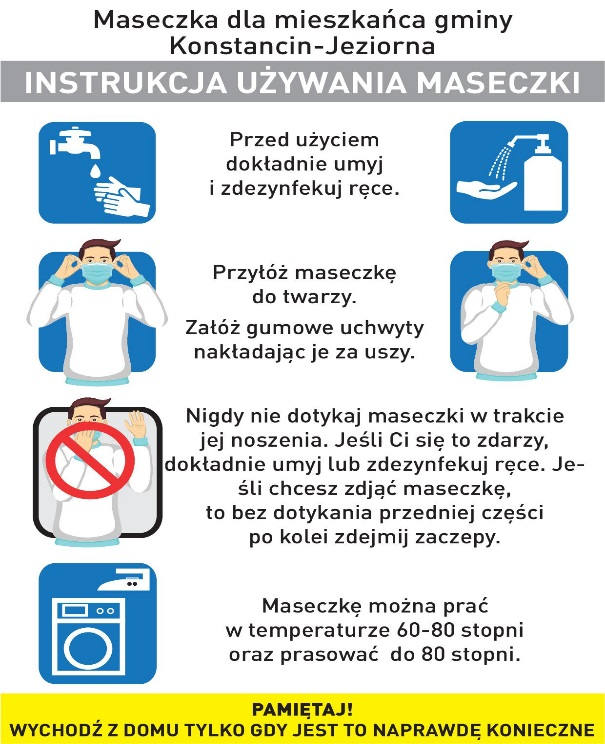 Maseczka dla mieszkańca gminy
Konstancin-Jeziorna
INSTRUKCJA UŻYWANIA MASECZKI
Przed użyciem
dokładnie umyj
i zdezynfekuj ręce.
Przyłóż maseczkę
do twarzy.
Załóż gumowe uchwyty
nakładając je za uszy.
Nigdy nie dotykaj maseczki w trakcie
jej noszenia. Jeśli Ci się to zdarzy,
dokładnie umyj lub zdezynfekuj ręce. Je-
śli chcesz zdjąć maseczkę,
to bez dotykania przedniej części
po kolei zdejmij zaczepy.
Maseczkę można prać
w temperaturze 60-80 stopni
oraz prasować do 80 stopni.
PAMIĘTAJ!
WYCHODŹ Z DOMU TYLKO GDY JEST TO NAPRAWDĘ KONIECZNE